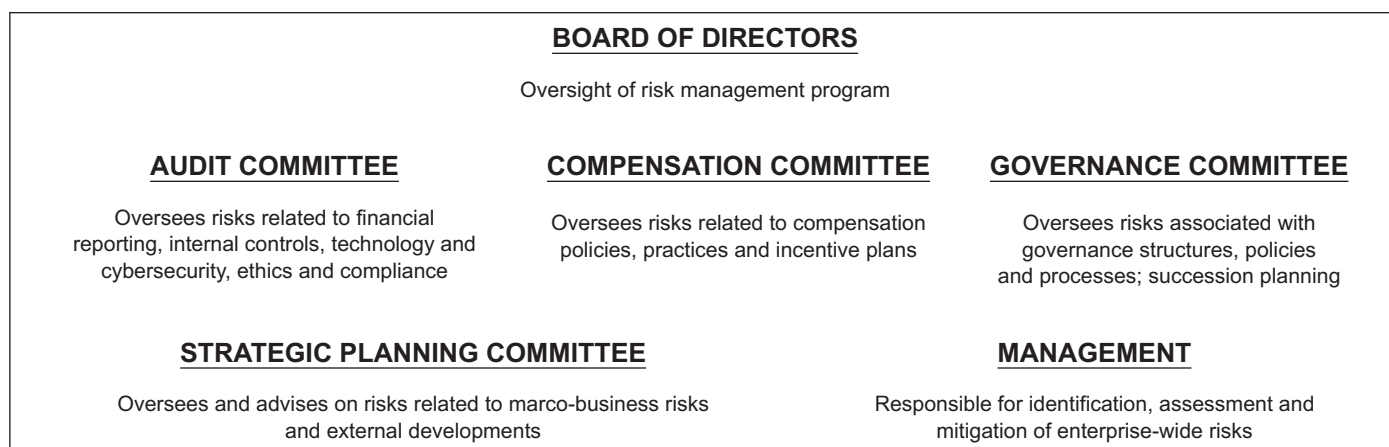 BOARD OF DIRECTORS
Oversight of risk management program
AUDIT COMMITTEE
Oversees risks related to financial
reporting, internal controls, technology and
cybersecurity, ethics and compliance
COMPENSATION COMMITTEE
Oversees risks related to compensation
policies, practices and incentive plans
GOVERNANCE COMMITTEE
Oversees risks associated with
governance structures, policies
and processes; succession planning
STRATEGIC PLANNING COMMITTEE
Oversees and advises on risks related to marco-business risks
and external developments
MANAGEMENT
Responsible for identification, assessment and
mitigation of enterprise-wide risks